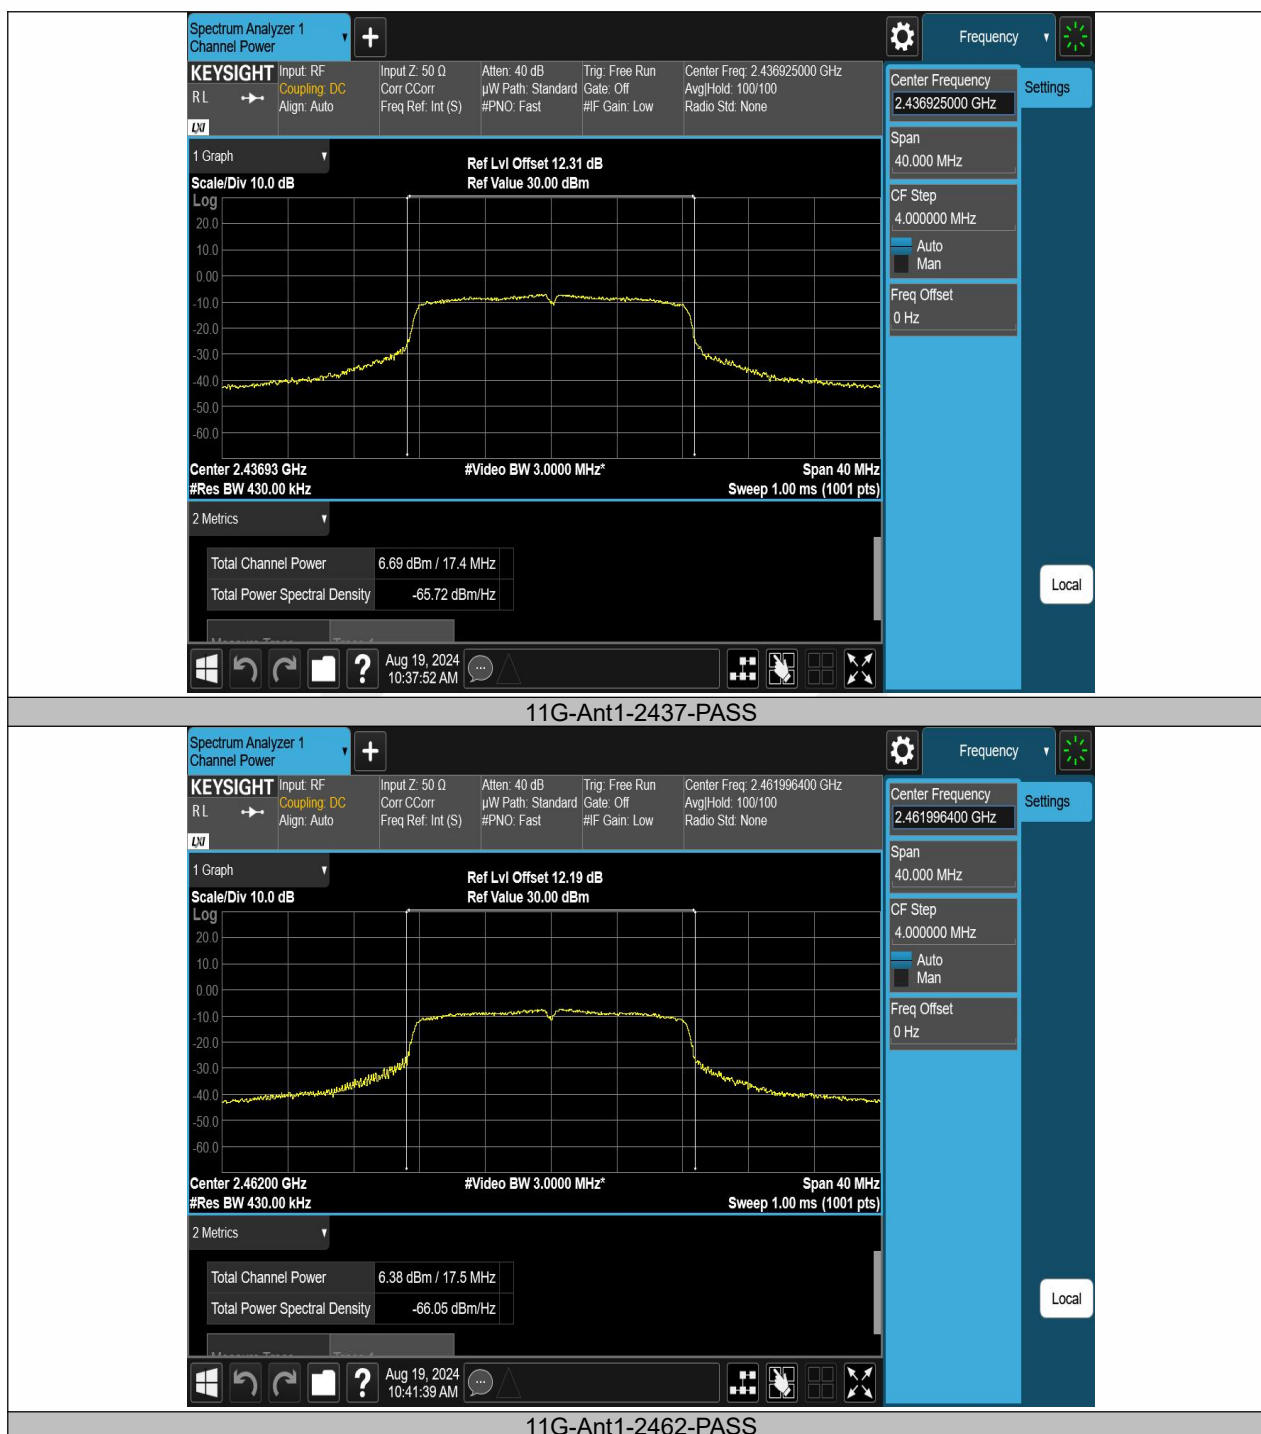 Spectrum Analyzer 1
Channel Power
+
Frequency
KEYSIGHT
R L
LXI
Input: RF
Coupling: DC
Align: Auto
Input Z: 50 Ω
Corr CCorr
Freq Ref: Int (S)
Atten: 40 dB
µW Path: Standard
#PNO: Fast
Trig: Free Run
Gate: Off
#IF Gain: Low
Center Freq: 2.436925000 GHz
Avg|Hold: 100/100
Radio Std: None
Center Frequency
2.436925000 GHz
Settings
Span
40.000 MHz
CF Step
4.000000 MHz
Auto
Man
Freq Offset
0 Hz
Local
1 Graph
Scale/Div 10.0 dB
Ref Lvl Offset 12.31 dB
Ref Value 30.00 dBm
Log
20.0
10.0
0.00
-10.0
-20.0
-30.0
-40.0
-50.0
-60.0
Center 2.43693 GHz
#Video BW 3.0000 MHz*
Span 40 MHz
#Res BW 430.00 kHz
Sweep 1.00 ms (1001 pts)
2 Metrics
Total Channel Power 6.69 dBm / 17.4 MHz
Total Power Spectral Density -65.72 dBm/Hz
?
Aug 19, 2024
10:37:52 AM
11G-Ant1-2437-PASS
Spectrum Analyzer 1
Channel Power
+
Frequency
KEYSIGHT
R L
LXI
Input: RF
Coupling: DC
Align: Auto
Input Z: 50 Ω
Corr CCorr
Freq Ref: Int (S)
Atten: 40 dB
µW Path: Standard
#PNO: Fast
Trig: Free Run
Gate: Off
#IF Gain: Low
Center Freq: 2.461996400 GHz
Avg|Hold: 100/100
Radio Std: None
Center Frequency
2.461996400 GHz
Settings
Span
40.000 MHz
CF Step
4.000000 MHz
Auto
Man
Freq Offset
0 Hz
Local
1 Graph
Scale/Div 10.0 dB
Ref Lvl Offset 12.19 dB
Ref Value 30.00 dBm
Log
20.0
10.0
0.00
-10.0
-20.0
-30.0
-40.0
-50.0
-60.0
Center 2.46200 GHz
#Video BW 3.0000 MHz*
Span 40 MHz
#Res BW 430.00 kHz
Sweep 1.00 ms (1001 pts)
2 Metrics
Total Channel Power 6.38 dBm / 17.5 MHz
Total Power Spectral Density -66.05 dBm/Hz
?
Aug 19, 2024
10:41:39 AM
11G-Ant1-2462-PASS